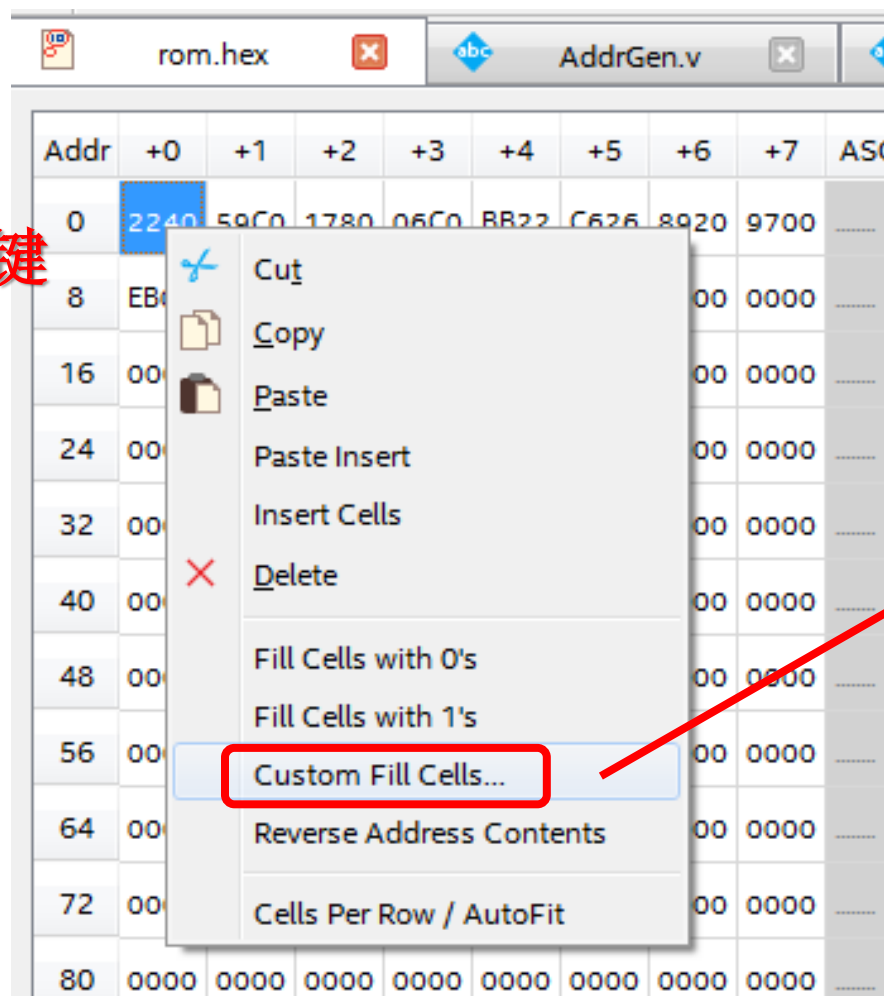 rom.hex AddrGen.v
Addr +0 +1 +2 +3 +4 +5 +6 +7
0 2240 59C0 1780 06C0 BB22 C626 8920 9700
键
Cut
8 00 0000
Copy
16 00 0000
Paste
24 Paste Insert 00 0000
32 Insert Cells 00 0000
40 Delete 00 0000
48 Fill Cells with 0's 00 0000
Fill Cells with 1's
56 Custom Fill Cells... 00 0000
64 Reverse Address Contents 00 0000
72 Cells Per Row / AutoFit 00 0000
80 0000 0000 0000 0000 0000 0000 0000 0000